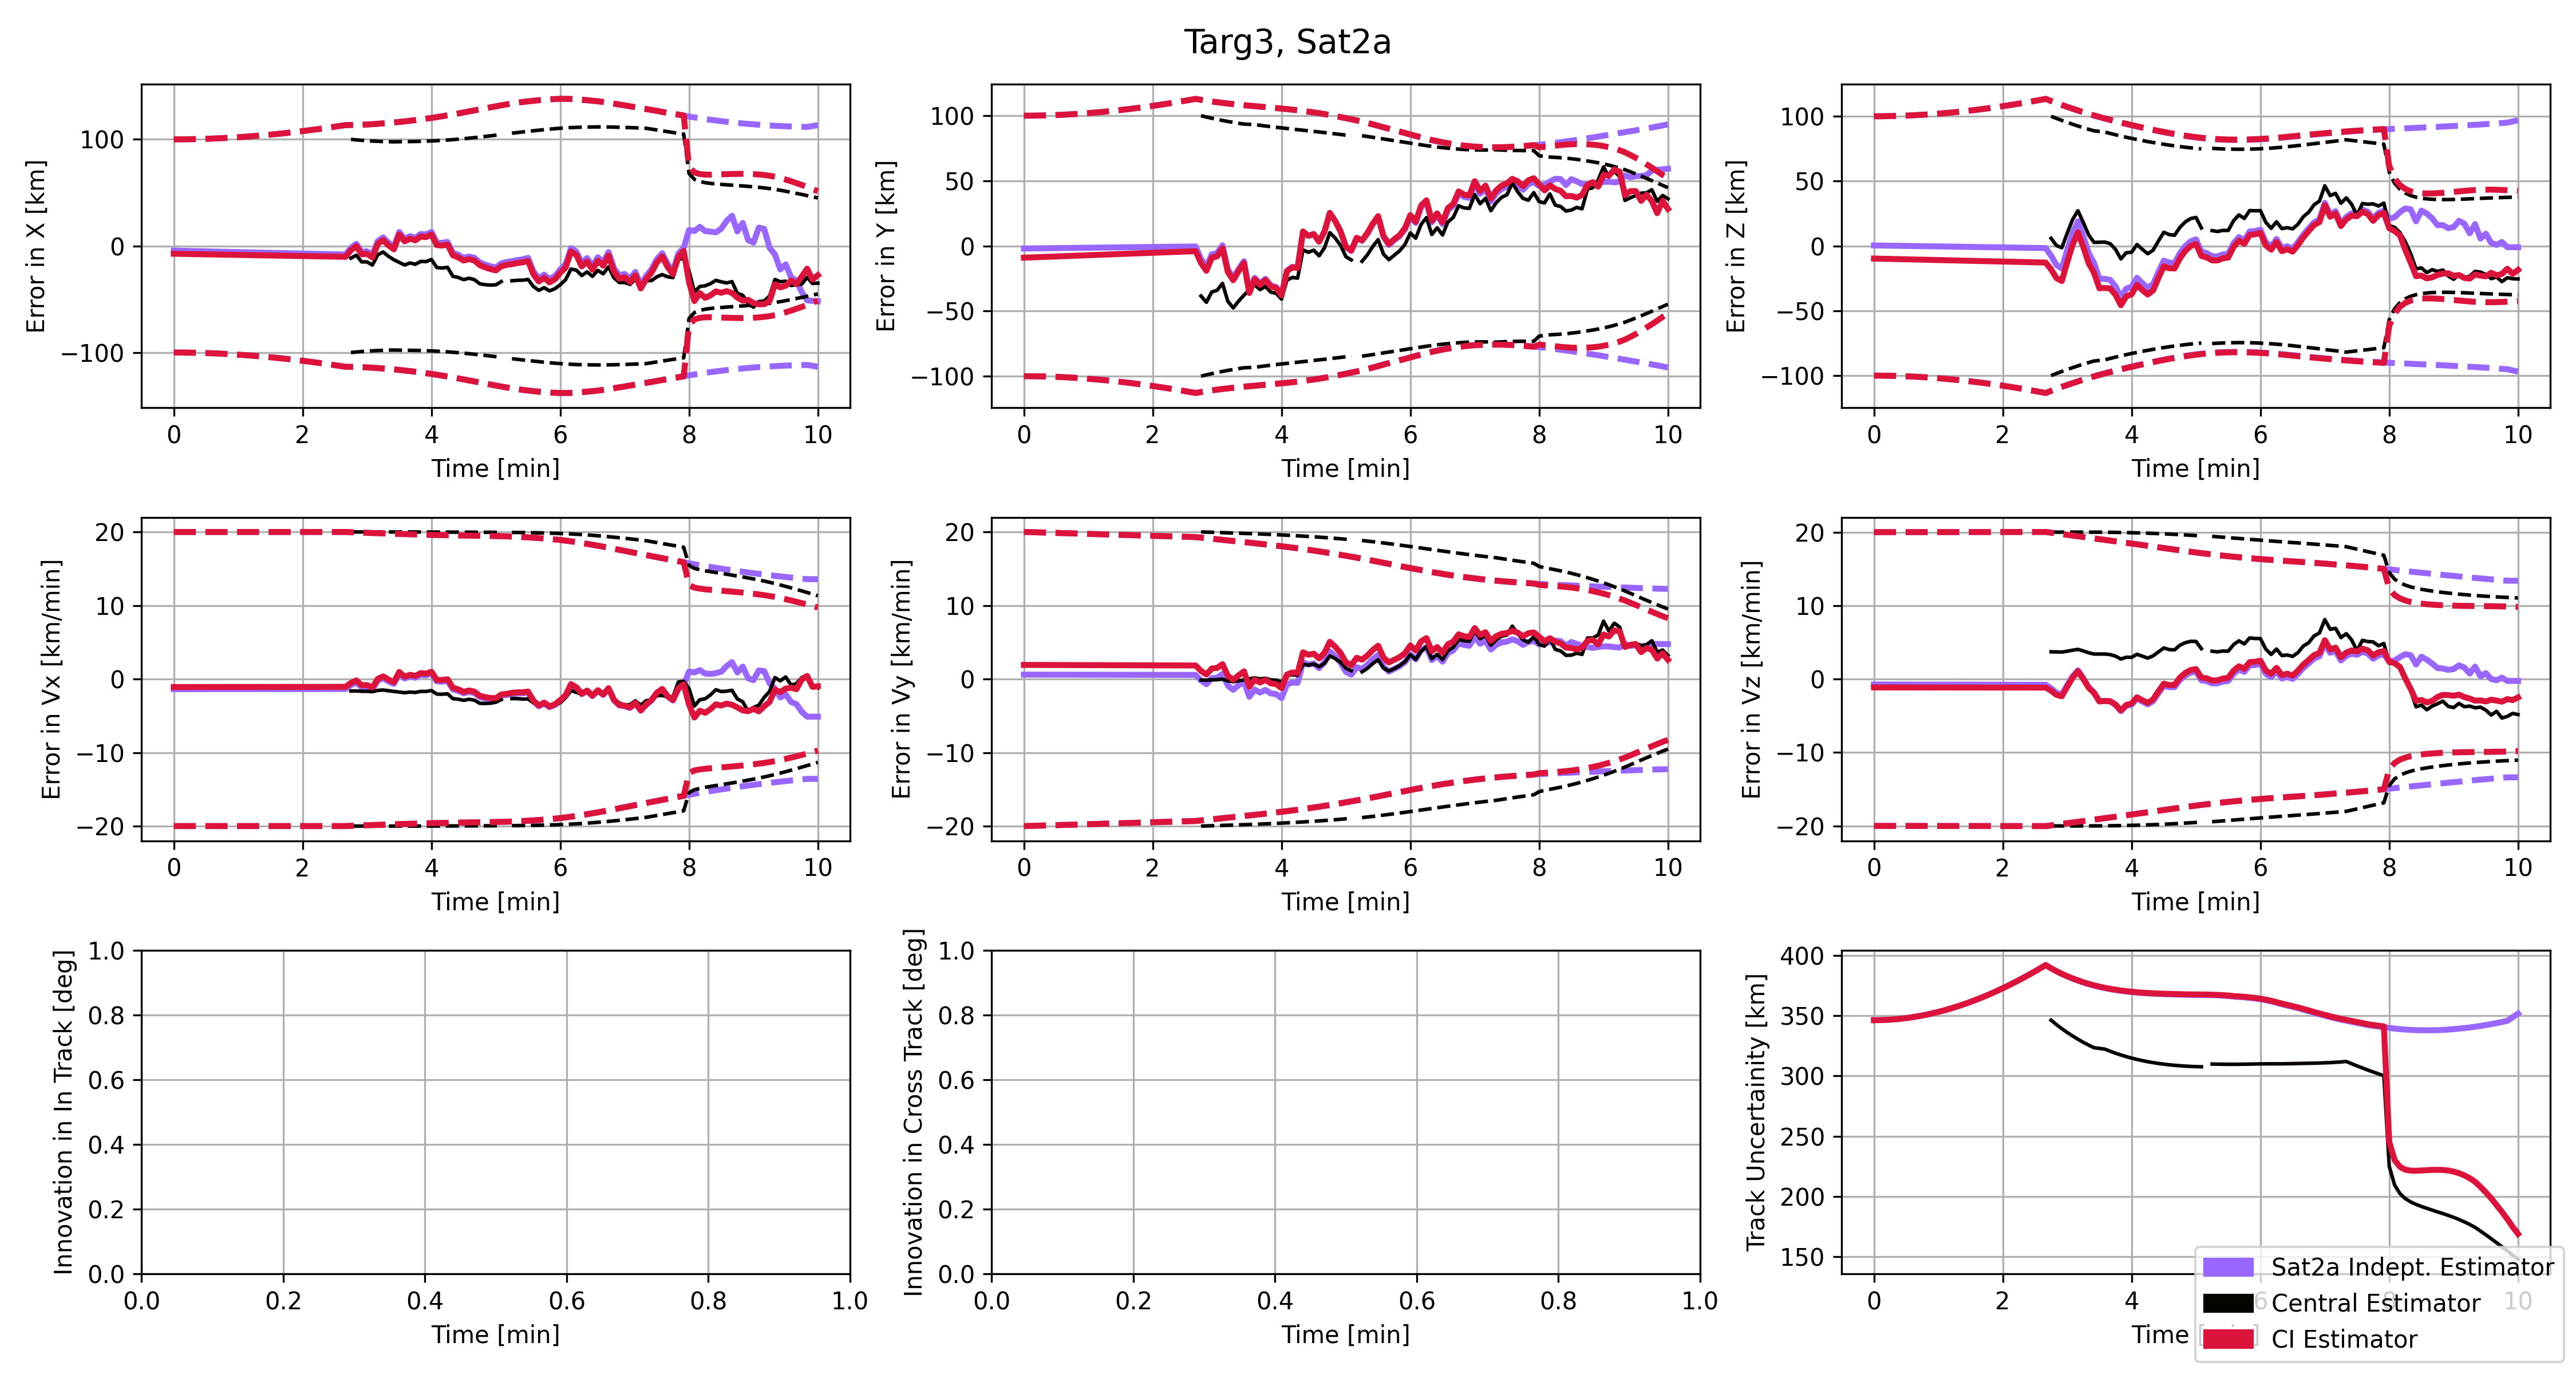 Targ3, Sat2a
Error in X [km]
100
0
−100
0 2 4 6 8 10
Time [min]
Error in Y [km]
100
50
0
−50
−100
0 2 4 6 8 10
Time [min]
Error in Z [km]
100
50
0
−50
−100
0 2 4 6 8 10
Time [min]
Error in Vx [km/min]
20
10
0
−10
−20
0 2 4 6 8 10
Time [min]
Error in Vy [km/min]
20
10
0
−10
−20
0 2 4 6 8 10
Time [min]
Error in Vz [km/min]
20
10
0
−10
−20
0 2 4 6 8 10
Time [min]
Innovation in In Track [deg]
1.0
0.8
0.6
0.4
0.2
0.0
0.0 0.2 0.4 0.6 0.8 1.0
Time [min]
Innovation in Cross Track [deg]
1.0
0.8
0.6
0.4
0.2
0.0
0.0 0.2 0.4 0.6 0.8 1.0
Time [min]
Track Uncertainity [km]
400
350
300
250
200
150
0 2 4 6 8 10
Time
Sat2a Indept. Estimator
Central Estimator
CI Estimator